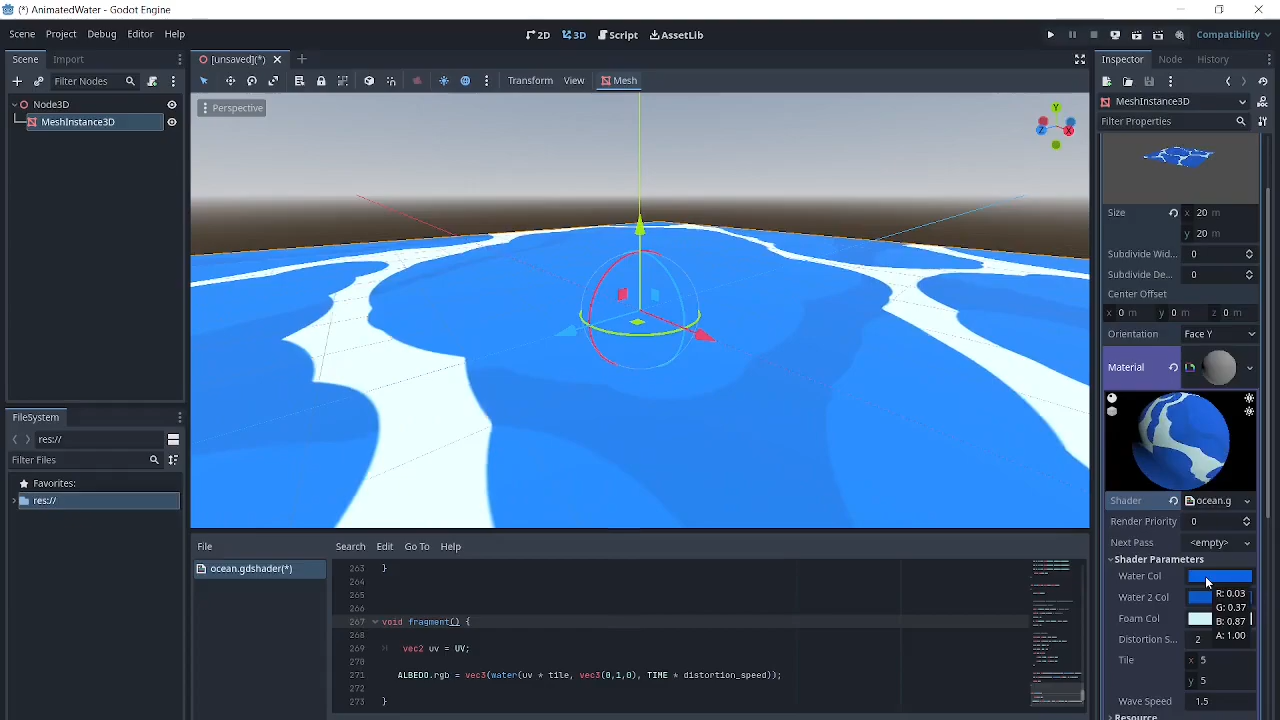 (*) AnimatedWater - Godot Engine
Scene Project Debug Editor Help
2D 3D Script AssetLib
Compatibility
Scene Import
[unsaved](*)
Inspector Node History
Filter Nodes
Transform View Mesh
Node3D
MeshInstance3D
Perspective
Y
Z
X
MeshInstance3D
Filter Properties
Size x 20 m
y 20 m
Subdivide Wid... 0
Subdivide De... 0
Center Offset
x 0 m y 0 m z 0 m
Orientation Face Y
Material
Shader ocean.g
Render Priority 0
Next Pass <empty>
Shader Parameters
Water Col
Water 2 Col
Foam Col
R: 0.03
G: 0.37
B: 0.87
A: 1.00
Distortion S... 2
Tile x 5
y 5
Wave Speed 1.5
Resource
FileSystem
res://
Filter Files
Favorites:
res://
File
ocean.gdshader(*)
Search Edit Go To Help
263 }
264
265
266
267 void fragment() {
268
269 vec2 uv = UV;
270
271 ALBEDO.rgb = vec3(water(uv * tile, vec3(0,1,0), TIME * distortion_speed));
272
273 }